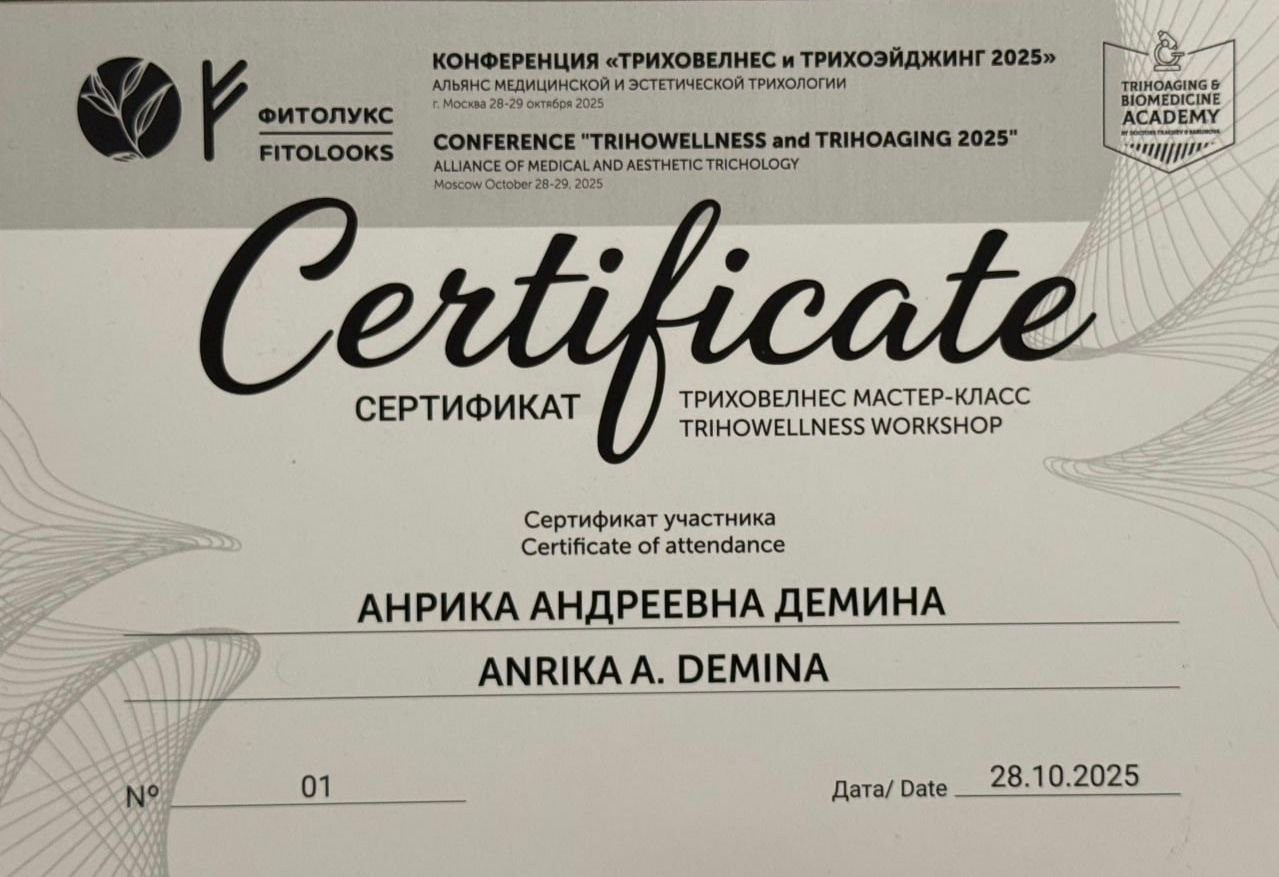 ФИТОЛУКС
FITOLOOKS
КОНФЕРЕНЦИЯ «ТРИХОВЕЛНЕС и ТРИХОЭЙДЖИНГ 2025»
АЛЬЯНС МЕДИЦИНСКОЙ И ЭСТЕТИЧЕСКОЙ ТРИХОЛОГИИ
г. Москва 28-29 октября 2025
CONFERENCE "TRIHOWELLNESS and TRIHOAGING 2025"
ALLIANCE OF MEDICAL AND AESTHETIC TRICHOLOGY
Moscow October 28-29, 2025
TRIHOAGING &
BIOMEDICINE
ACADEMY
Certificate
СЕРТИФИКАТ
ТРИХОВЕЛНЕС МАСТЕР-КЛАСС
TRIHOWELLNESS WORKSHOP
Сертификат участника
Certificate of attendance
АНРИКА АНДРЕЕВНА ДЕМИНА
ANRIKA A. DEMINA
Nº 01
Дата/ Date 28.10.2025